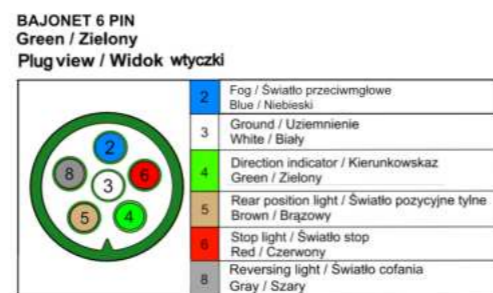 BAJONET 6 PIN
Green / Zielony
Plug view / Widok wtyczki
2
8
6
3
5
4
2
Fog / Światło przeciwmgłowe
Blue / Niebieski
3
Ground / Uziemnienie
White / Biały
4
Direction indicator / Kierunkowskaz
Green / Zielony
5
Rear position light / Światło pozycyjne tylne
Brown / Brązowy
6
Stop light / Światło stop
Red / Czerwony
8
Reversing light / Światło cofania
Gray / Szary